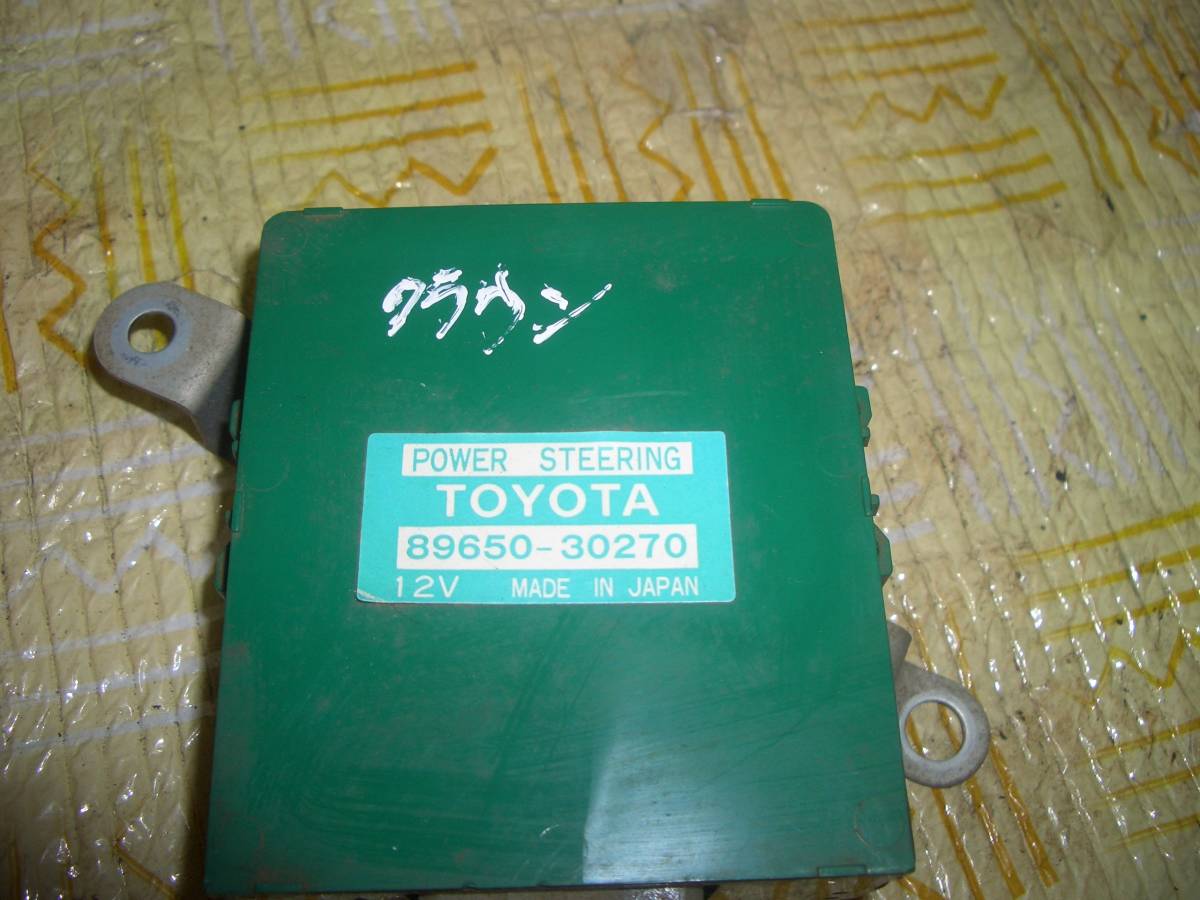 クラウン
POWER STEERING
TOYOTA
89650-30270
12V MADE IN JAPAN